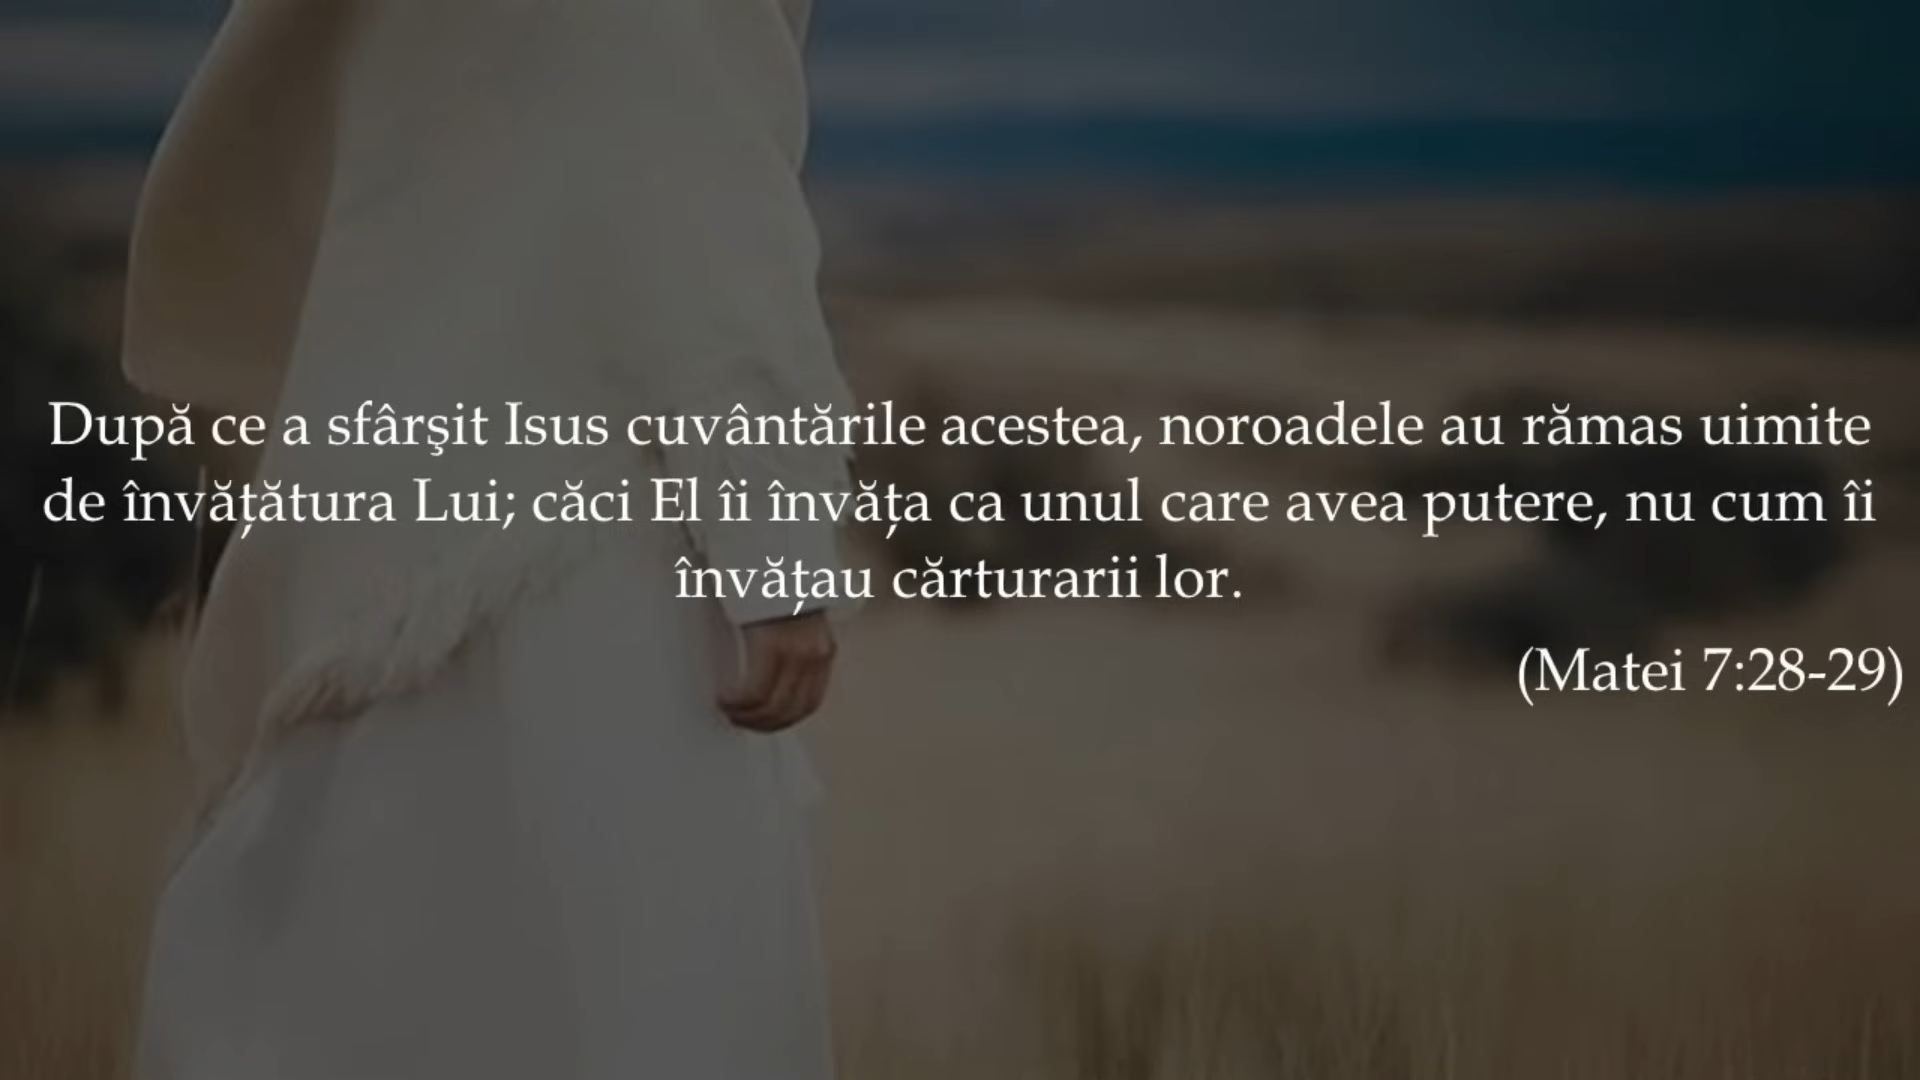 După ce a sfârşit Isus cuvântările acestea, noroadele au rămas uimite
de învățătura Lui; căci El îi învăța ca unul care avea putere, nu cum îi
învățau cărturarii lor.
(Matei 7:28-29)